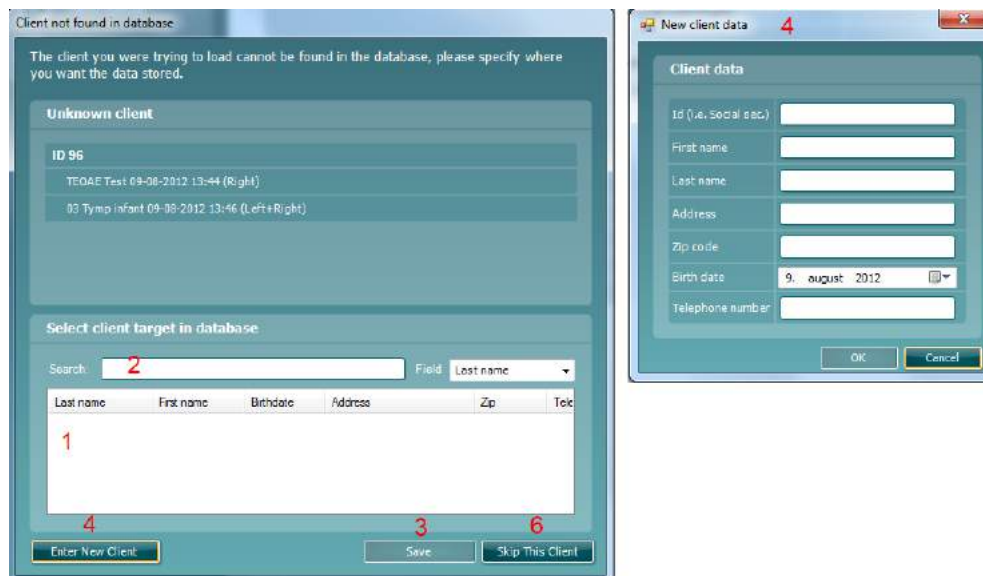 Client not found in database
The client you were trying to load cannot be found in the database, please specify where
you want the data stored.
Unknown client
ID 96
TEOAE Test 09-08-2012 13:44 (Right)
03 Tymp infant 09-08-2012 13:46 (Left+Right)
Select client target in database
Search: 2 Field Last name
Last name First name Birthdate Address Zip Tele
1
4 3 6
Enter New Client Save Skip This Client
New client data 4
Client data
Id (i.e. Social sec.)
First name
Last name
Address
Zip code
Birth date 9. august 2012
Telephone number
OK Cancel